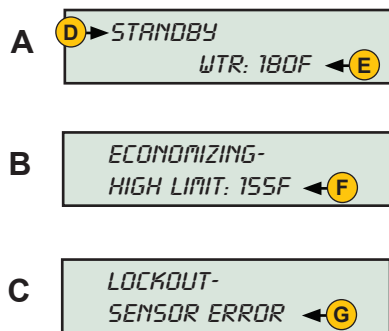 A
D STANDBY
WTR: 180F E
B
ECONOMIZING-
HIGH LIMIT: 155F F
C
LOCKOUT-
SENSOR ERROR G